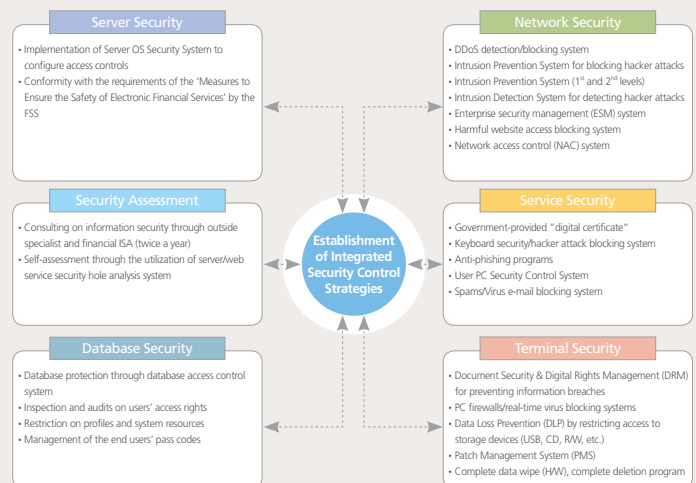 Server Security
• Implementation of Server OS Security System to
configure access controls
• Conformity with the requirements of the 'Measures to
Ensure the Safety of Electronic Financial Services' by the
FSS
Network Security
• DDoS detection/blocking system
• Intrusion Prevention System for blocking hacker attacks
• Intrusion Prevention System (1st and 2nd levels)
• Intrusion Detection System for detecting hacker attacks
• Enterprise security management (ESM) system
• Harmful website access blocking system
• Network access control (NAC) system
Security Assessment
• Consulting on information security through outside
specialist and financial ISA (twice a year)
• Self-assessment through the utilization of server/web
service security hole analysis system
Establishment
of Integrated
Security Control
Strategies
Service Security
• Government-provided "digital certificate"
• Keyboard security/hacker attack blocking system
• Anti-phishing programs
• User PC Security Control System
• Spams/Virus e-mail blocking system
Database Security
• Database protection through database access control
system
• Inspection and audits on users' access rights
• Restriction on profiles and system resources
• Management of the end users' pass codes
Terminal Security
• Document Security & Digital Rights Management (DRM)
for preventing information breaches
• PC firewalls/real-time virus blocking systems
• Data Loss Prevention (DLP) by restricting access to
storage devices (USB, CD, R/W, etc.)
• Patch Management System (PMS)
• Complete data wipe (H/W), complete deletion program